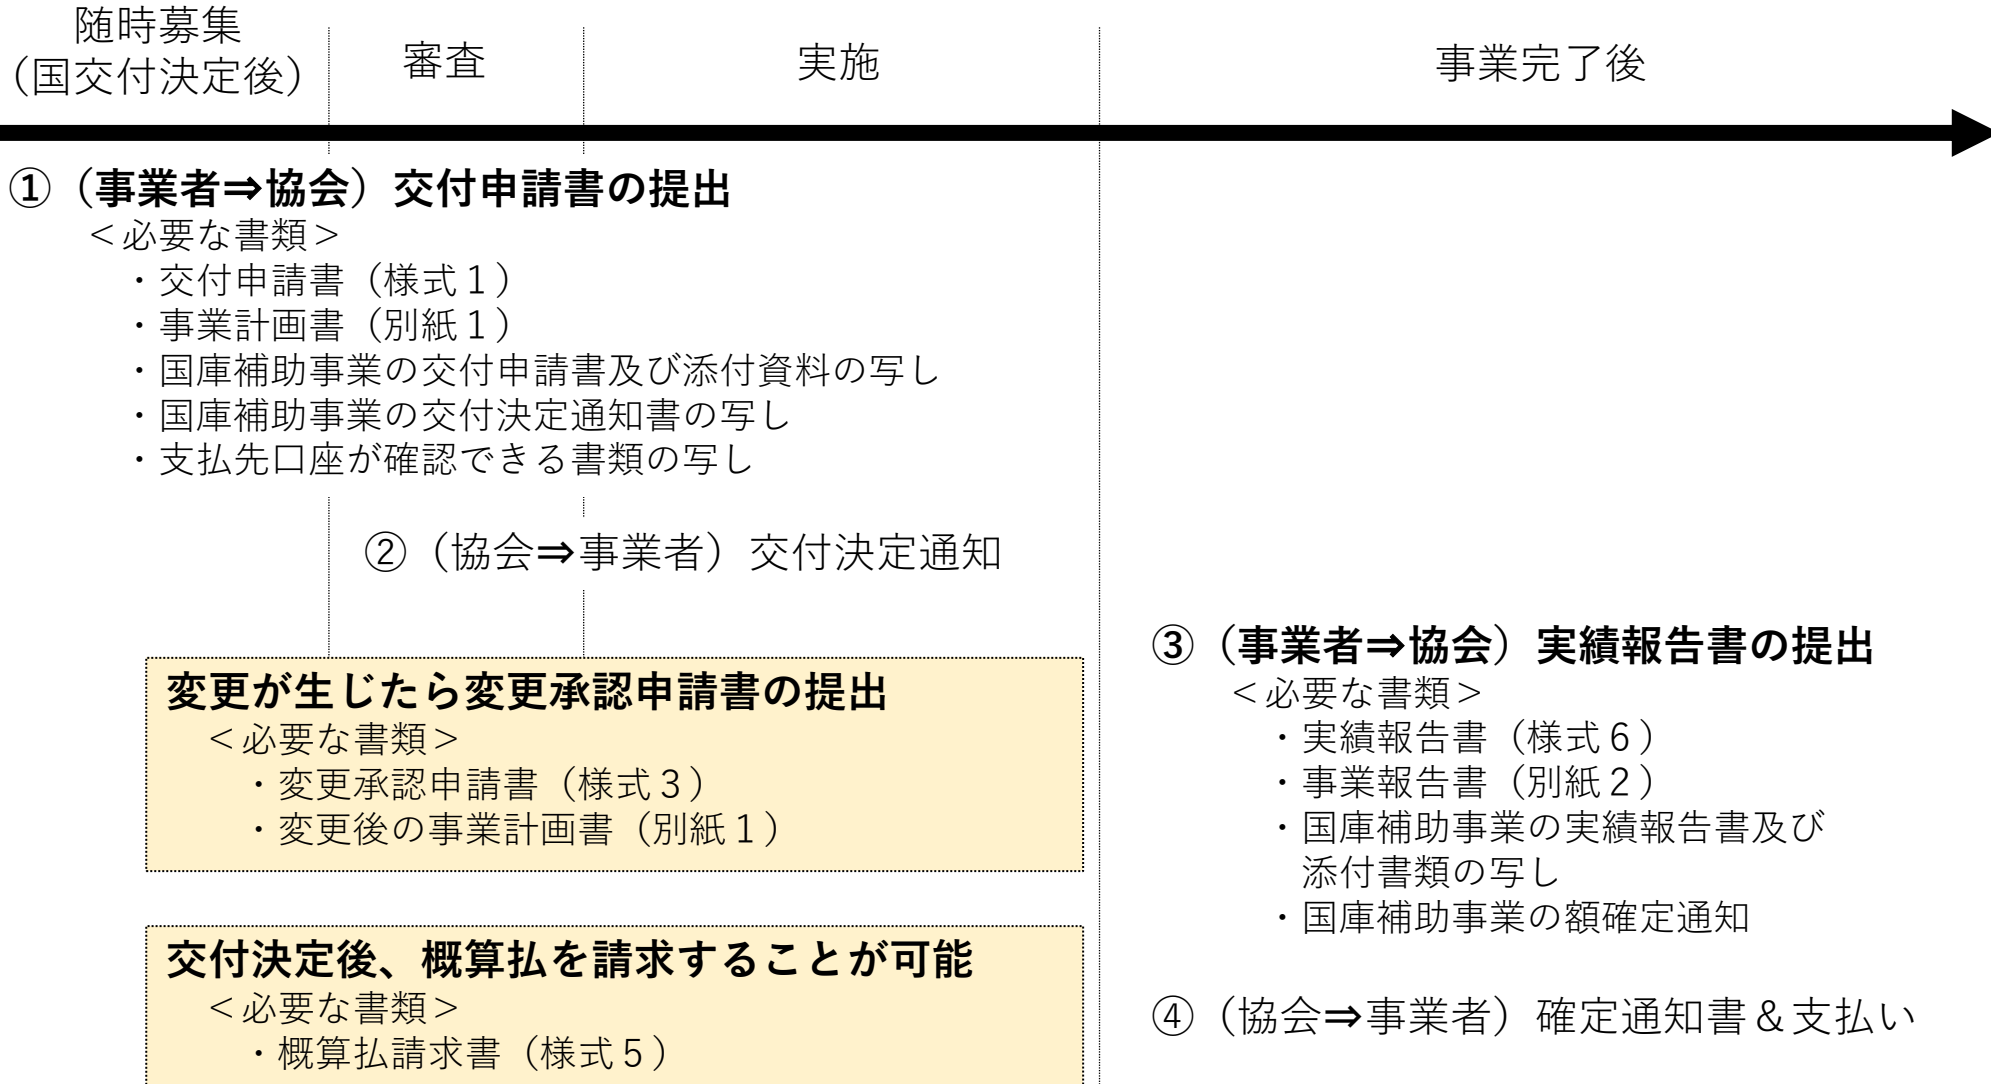 随時募集
（国交付決定後）
審査
実施
事業完了後
①（事業者⇒協会）交付申請書の提出
＜必要な書類＞
・交付申請書（様式１）
・事業計画書（別紙１）
・国庫補助事業の交付申請書及び添付資料の写し
・国庫補助事業の交付決定通知書の写し
・支払先口座が確認できる書類の写し
②（協会⇒事業者）交付決定通知
変更が生じたら変更承認申請書の提出
＜必要な書類＞
・変更承認申請書（様式３）
・変更後の事業計画書（別紙１）
交付決定後、概算払を請求することが可能
＜必要な書類＞
・概算払請求書（様式５）
③（事業者⇒協会）実績報告書の提出
＜必要な書類＞
・実績報告書（様式６）
・事業報告書（別紙２）
・国庫補助事業の実績報告書及び
添付書類の写し
・国庫補助事業の額確定通知
④（協会⇒事業者）確定通知書＆支払い